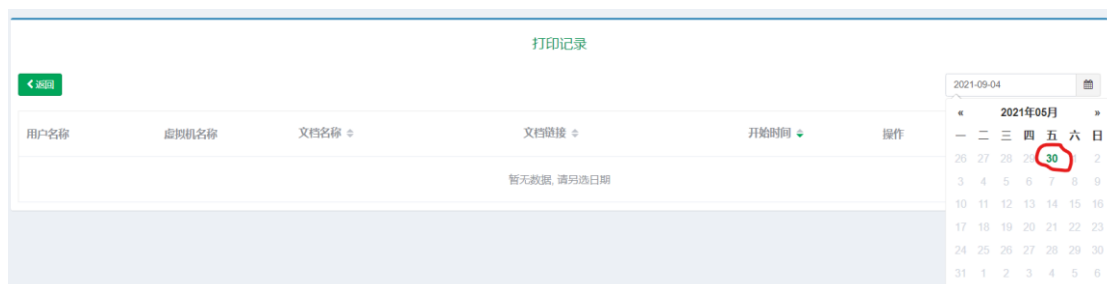 打印记录
返回
2021-09-04
« 2021年05月 »
用户名称 虚拟机名称 文档名称 文档链接 开始时间 操作
一 二 三 四 五 六 日
26 27 28 29 30 1 2
暂无数据, 请另选日期
3 4 5 6 7 8 9
10 11 12 13 14 15 16
17 18 19 20 21 22 23
24 25 26 27 28 29 30
31 1 2 3 4 5 6